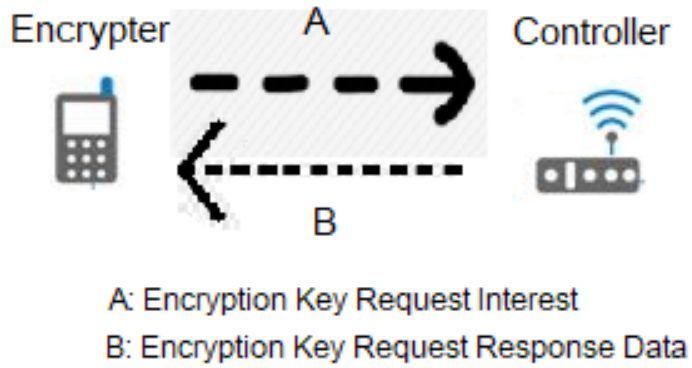 Encrypter
A
Controller
B
A: Encryption Key Request Interest
B: Encryption Key Request Response Data